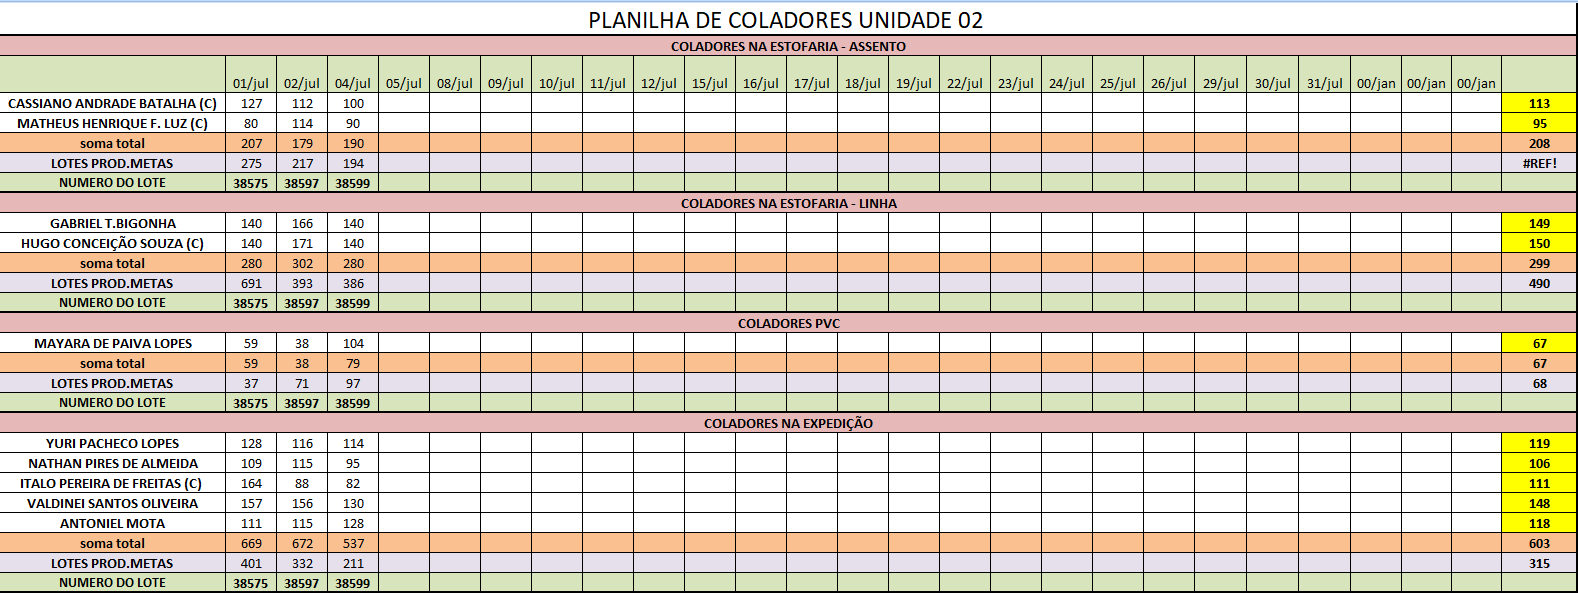 PLANILHA DE COLADORES UNIDADE 02
COLADORES NA ESTOFARIA - ASSENTO
01/jul 02/jul 04/jul 05/jul 08/jul 09/jul 10/jul 11/jul 12/jul 15/jul 16/jul 17/jul 18/jul 19/jul 22/jul 23/jul 24/jul 25/jul 26/jul 29/jul 30/jul 31/jul 00/jan 00/jan 00/jan
CASSIANO ANDRADE BATALHA (C) 127 112 100 113
MATHEUS HENRIQUE F. LUZ (C) 80 114 90 95
soma total 207 179 190 208
LOTES PROD.METAS 275 217 194 #REF!
NUMERO DO LOTE 38575 38597 38599
COLADORES NA ESTOFARIA - LINHA
GABRIEL T.BIGONHA 140 166 140 149
HUGO CONCEIÇÃO SOUZA (C) 140 171 140 150
soma total 280 302 280 299
LOTES PROD.METAS 691 393 386 490
NUMERO DO LOTE 38575 38597 38599
COLADORES PVC
MAYARA DE PAIVA LOPES 59 38 104 67
soma total 59 38 79 67
LOTES PROD.METAS 37 71 97 68
NUMERO DO LOTE 38575 38597 38599
COLADORES NA EXPEDIÇÃO
YURI PACHECO LOPES 128 116 114 119
NATHAN PIRES DE ALMEIDA 109 115 95 106
ITALO PEREIRA DE FREITAS (C) 164 88 82 111
VALDINEI SANTOS OLIVEIRA 157 156 130 148
ANTONIEL MOTA 111 115 128 118
soma total 669 672 537 603
LOTES PROD.METAS 401 332 211 315
NUMERO DO LOTE 38575 38597 38599